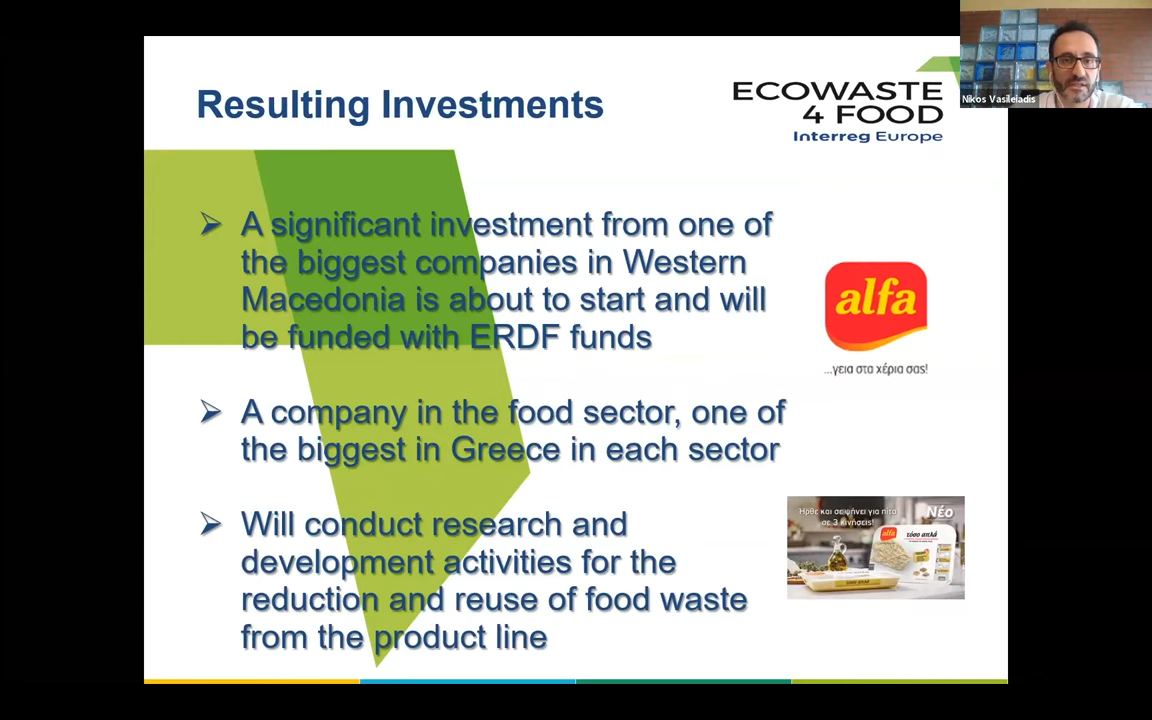 Resulting Investments
ECOWASTE
4 FOOD
Interreg Europe
Nikos Vasileiadis
➢ A significant investment from one of
the biggest companies in Western
Macedonia is about to start and will
be funded with ERDF funds
alfa
...γεια στα χέρια σας!
➢ A company in the food sector, one of
the biggest in Greece in each sector
➢ Will conduct research and
development activities for the
reduction and reuse of food waste
from the product line
Ήρθε και σε ψήνει για πίτα
σε 3 κινήσεις!
Νέο
alfa
τόσο απλά